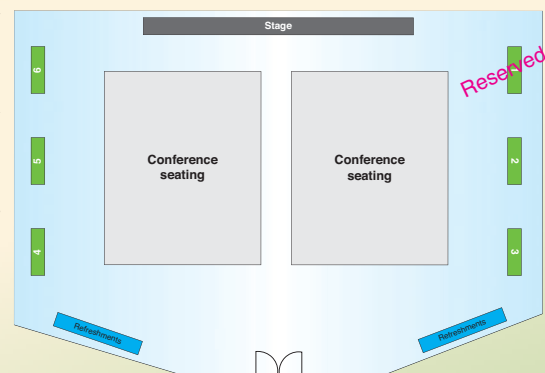 Stage
6
Reserved
Conference
seating
Conference
seating
5
2
4
3
Refreshments
Refreshments